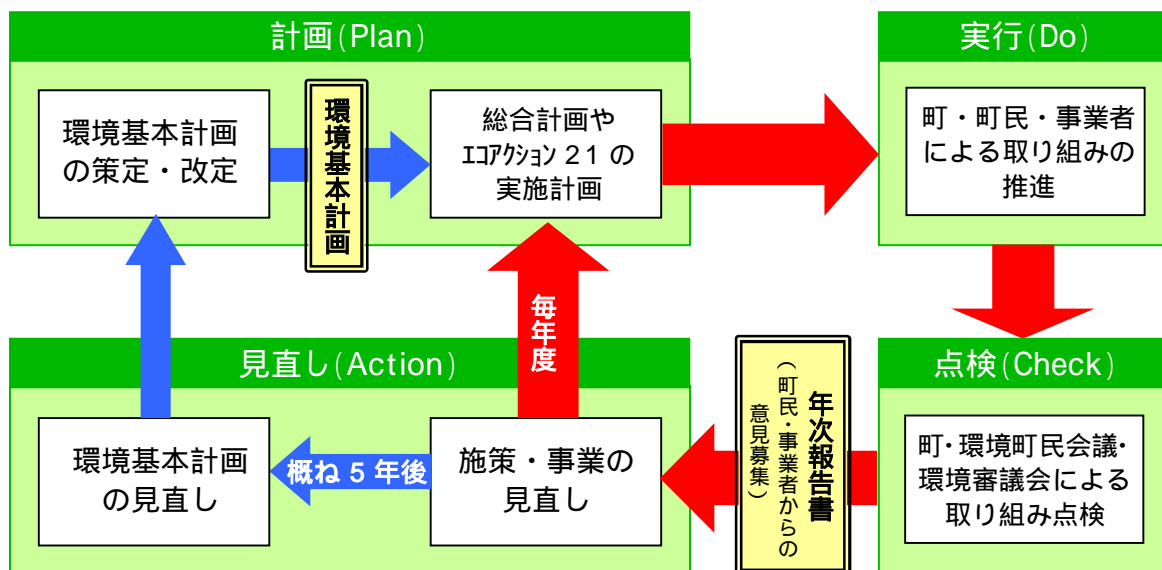 計画(Plan)
環境基本計画
の策定・改定
環境基本計画
総合計画や
ｴｺｱｸｼｮﾝ 21 の
実施計画
実行(Do)
町・町民・事業者
による取り組みの
推進
点検(Check)
町・環境町民会議・
環境審議会による
取り組み点検
年次報告書
(町民・事業者からの
意見募集)
見直し(Action)
施策・事業の
見直し
毎年度
概ね 5 年後
環境基本計画
の見直し